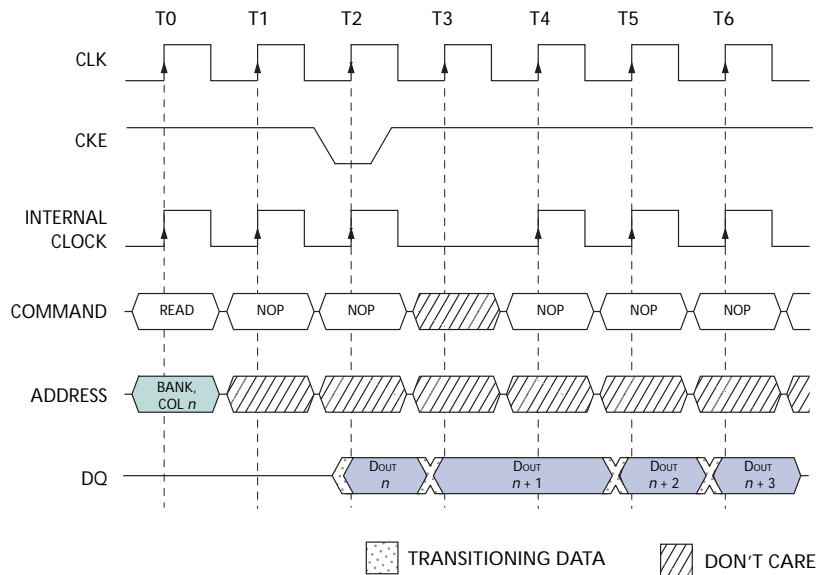 T0 T1 T2 T3 T4 T5 T6
CLK
CKE
INTERNAL
CLOCK
COMMAND READ NOP NOP NOP NOP NOP
ADDRESS BANK,
COL n
DQ DOUT DOUT DOUT DOUT
n n + 1 n + 2 n + 3
TRANSITIONING DATA DON'T CARE